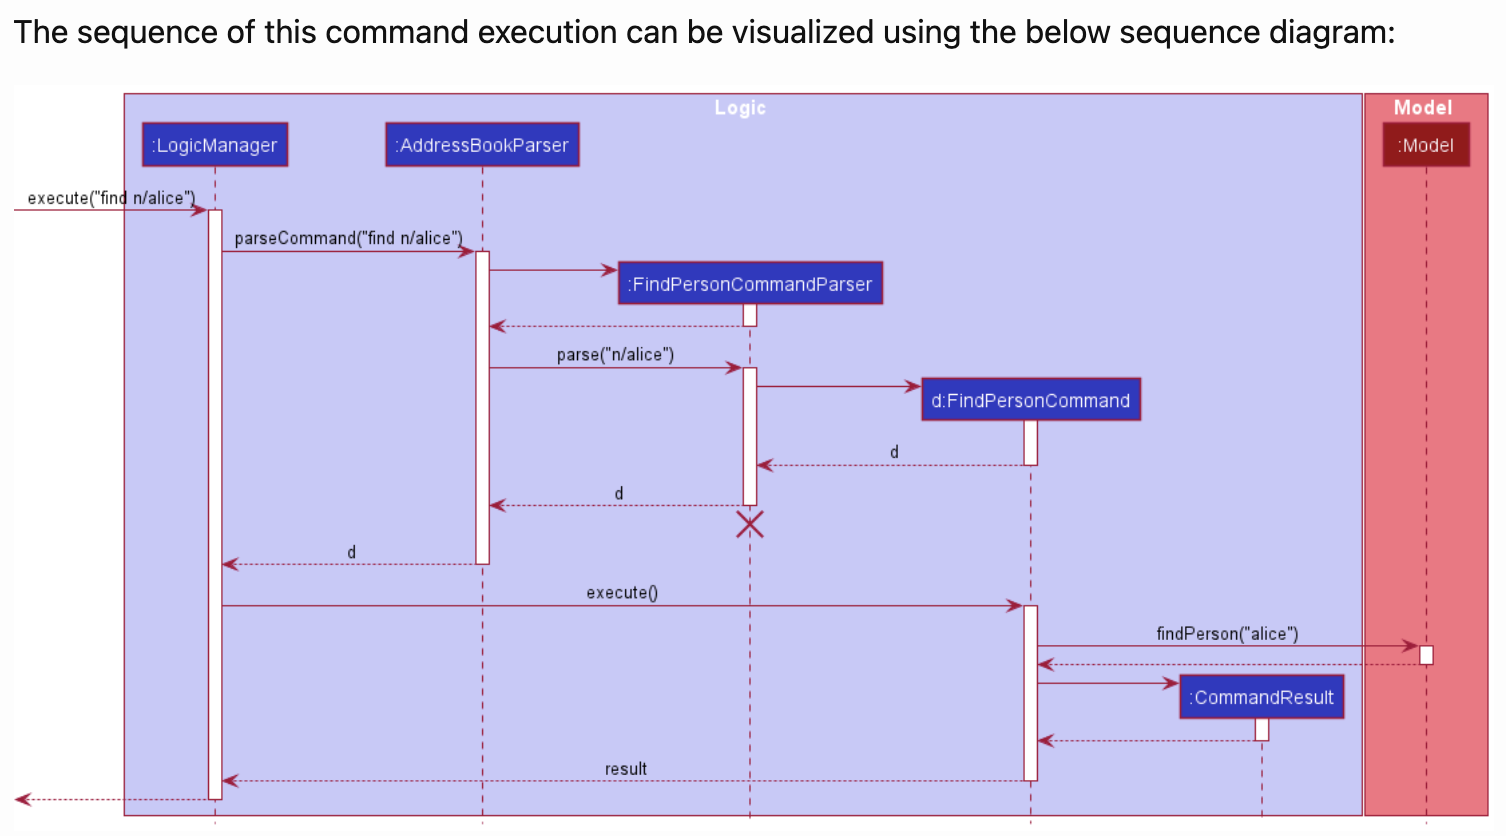 The sequence of this command execution can be visualized using the below sequence diagram:
Logic
Model
:LogicManager
:AddressBookParser
:Model
execute("find n/alice")
parseCommand("find n/alice")
:FindPersonCommandParser
parse("n/alice")
d:FindPersonCommand
d
d
d
execute()
findPerson("alice")
:CommandResult
result